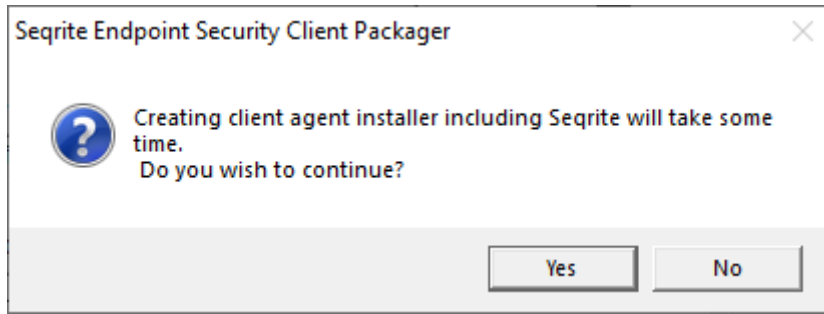 Seqrite Endpoint Security Client Packager
Creating client agent installer including Seqrite will take some
time.
Do you wish to continue?
Yes
No